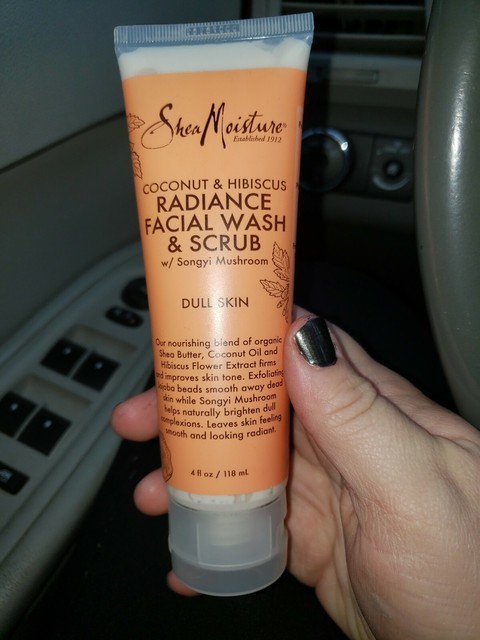 Shea Moisture®
Established 1912
COCONUT & HIBISCUS
RADIANCE
FACIAL WASH
& SCRUB
w/ Songyi Mushroom
DULL SKIN
Our nourishing blend of organic
Shea Butter, Coconut Oil and
Hibiscus Flower Extract firms
and improves skin tone. Exfoliating
jojoba beads smooth away dead
skin while Songyi Mushroom
helps naturally brighten dull
complexions. Leaves skin feeling
smooth and looking radiant.
4 fl oz / 118 mL